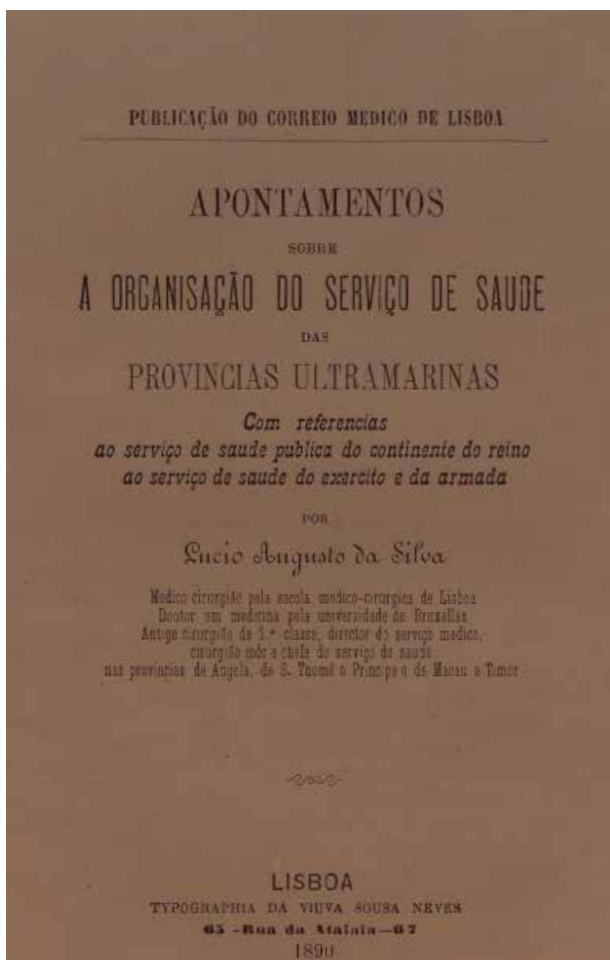 PUBLICAÇÃO DO CORREIO MEDICO DE LISBOA
APONTAMENTOS
SOBRE
A ORGANISAÇÃO DO SERVIÇO DE SAUDE
DAS
PROVINCIAS ULTRAMARINAS
Com referencias
ao serviço de saude publica do continente do reino
ao serviço de saude do exercito e da armada
POR
Lucio Augusto da Silva
Medico cirurgião pela escola medico-cirurgica de Lisboa
Doutor em medicina pela universidade de Bruxellas
Antigo cirurgião de 1.ª classe, director do serviço medico,
cirurgião mór e chefe do serviço de saude
nas provincias de Angola, de S. Thomé e Principe e de Macau e Timor
LISBOA
TYPOGRAPHIA DA VIUVA SOUSA NEVES
65 -Rua da Atalaia—67
1890